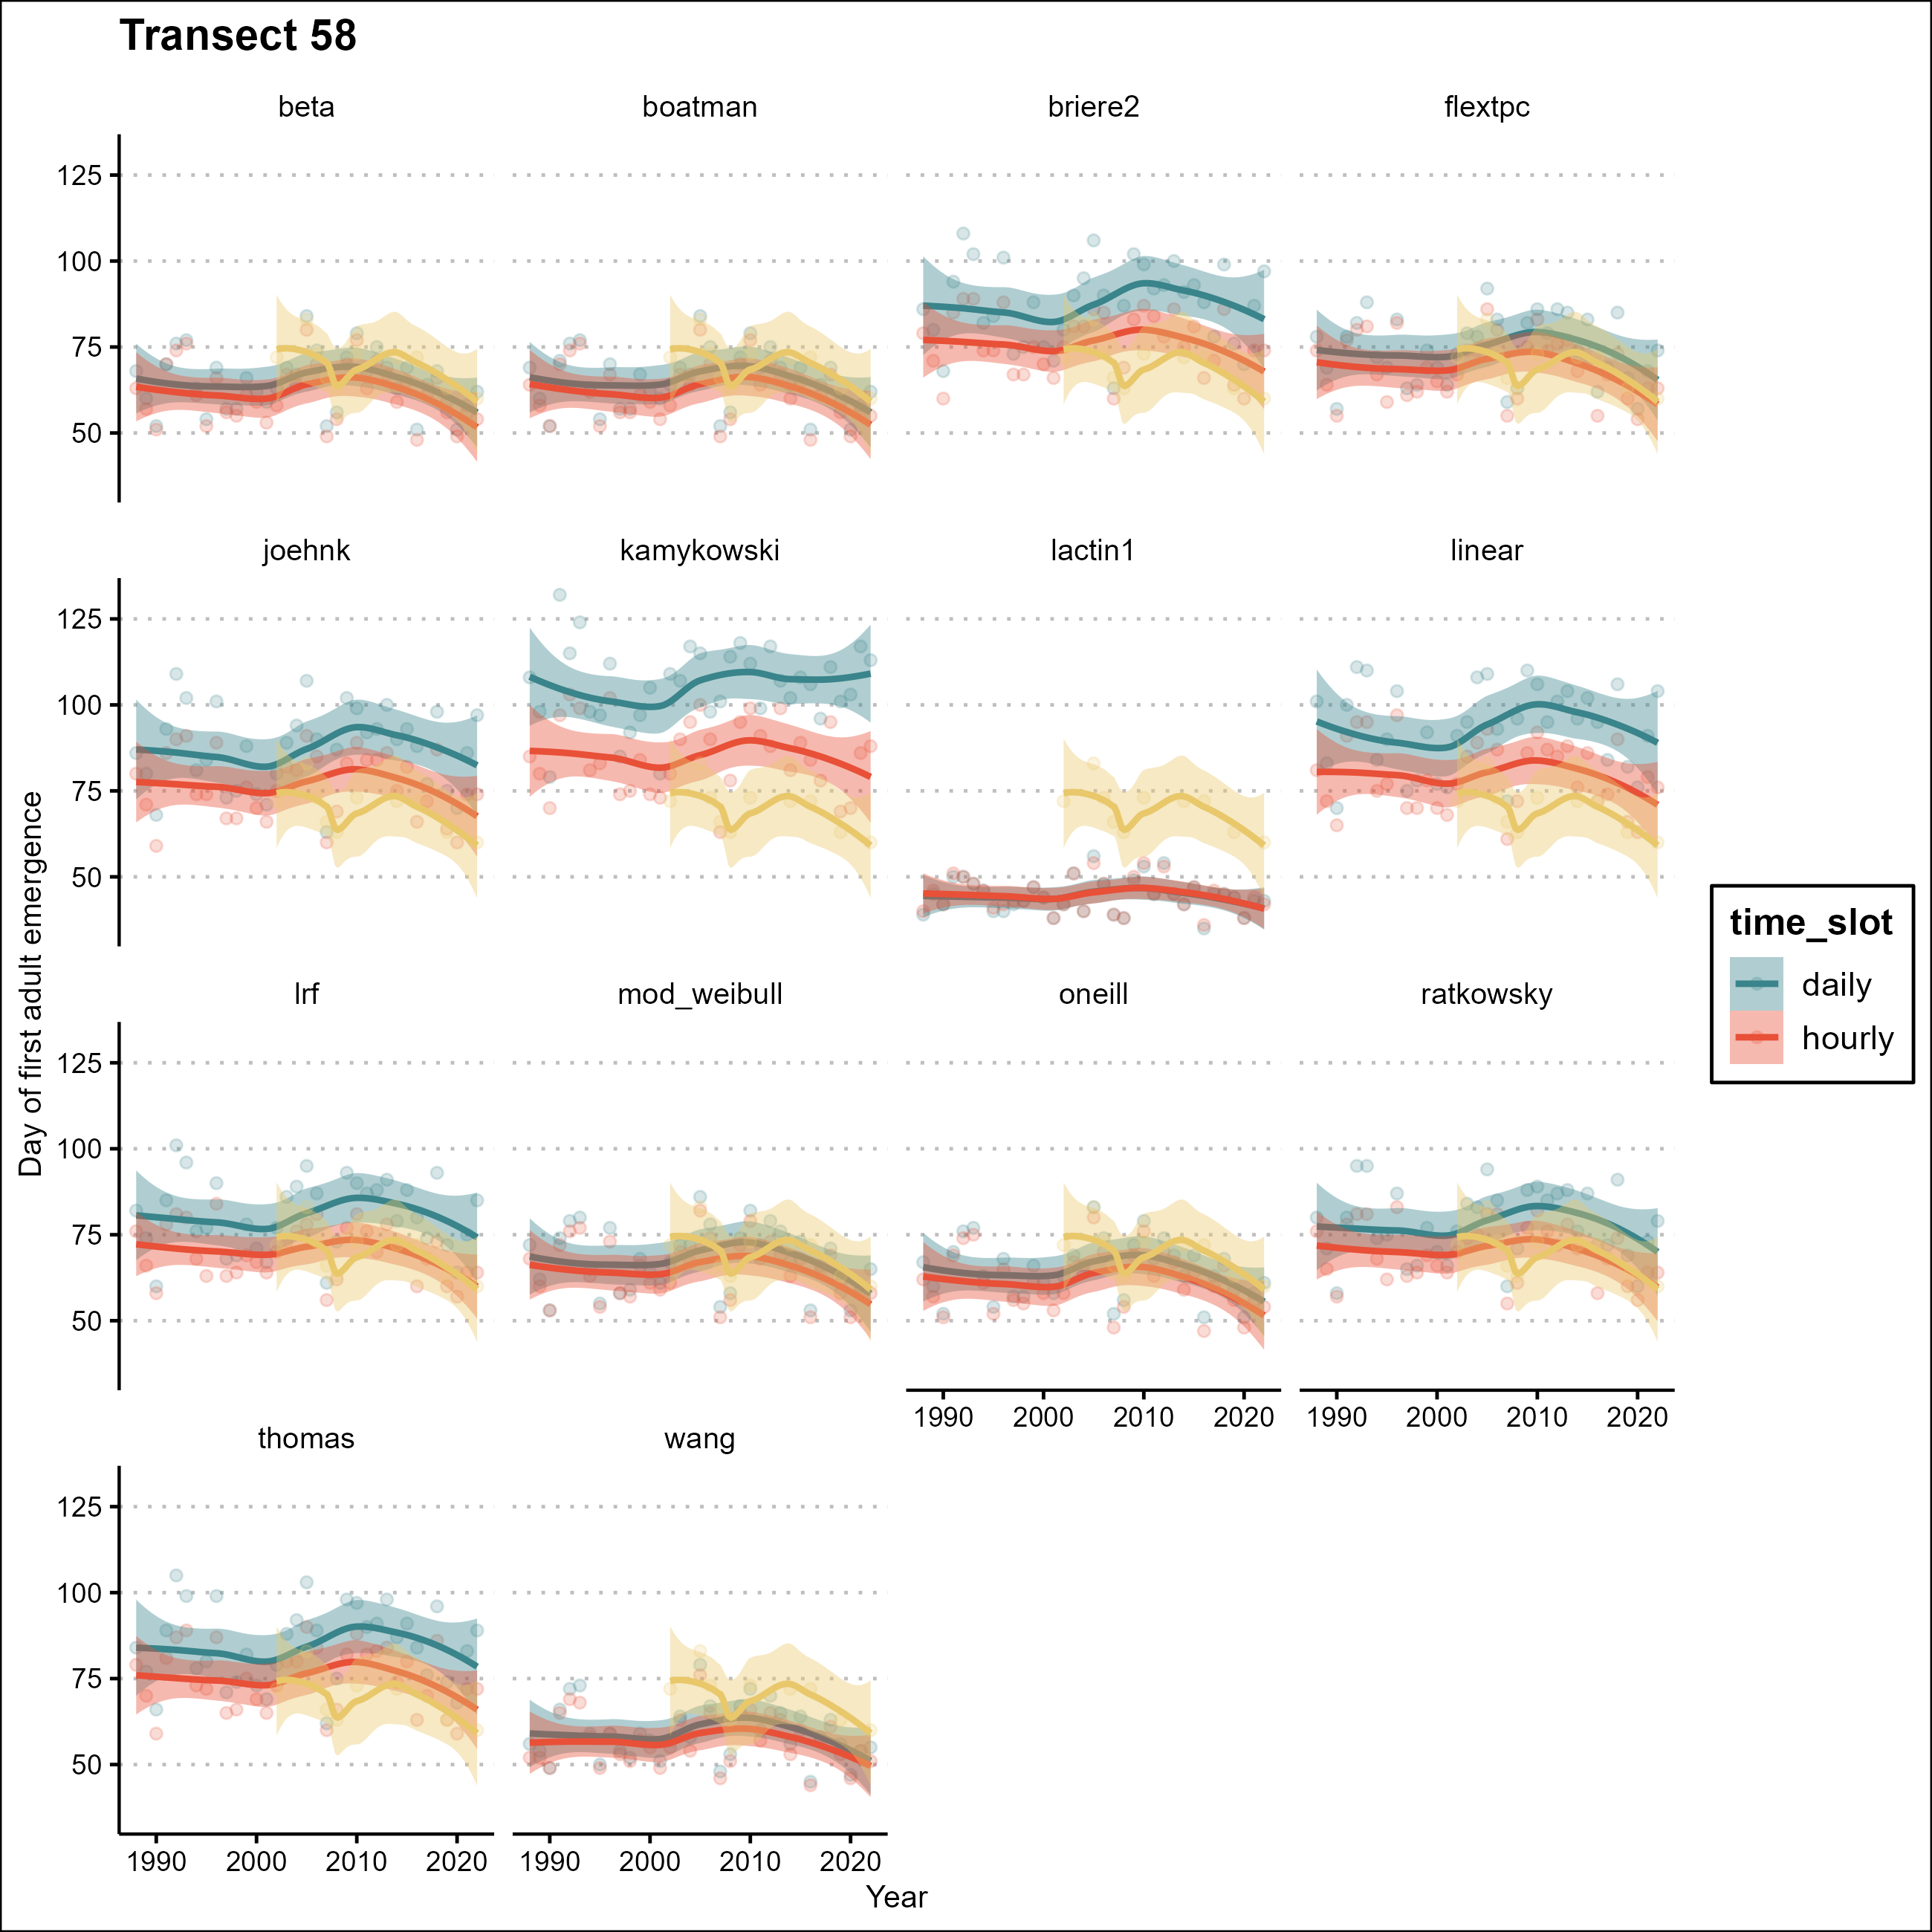 Transect 58
beta boatman briere2 flextpc
125
100
75
50
joehnk kamykowski lactin1 linear
125
100
75
50
Day of first adult emergence
time_slot
daily
hourly
lrf mod_weibull oneill ratkowsky
125
100
75
50
1990 2000 2010 2020 1990 2000 2010 2020
thomas wang
125
100
75
50
1990 2000 2010 2020 1990 2000 2010 2020
Year